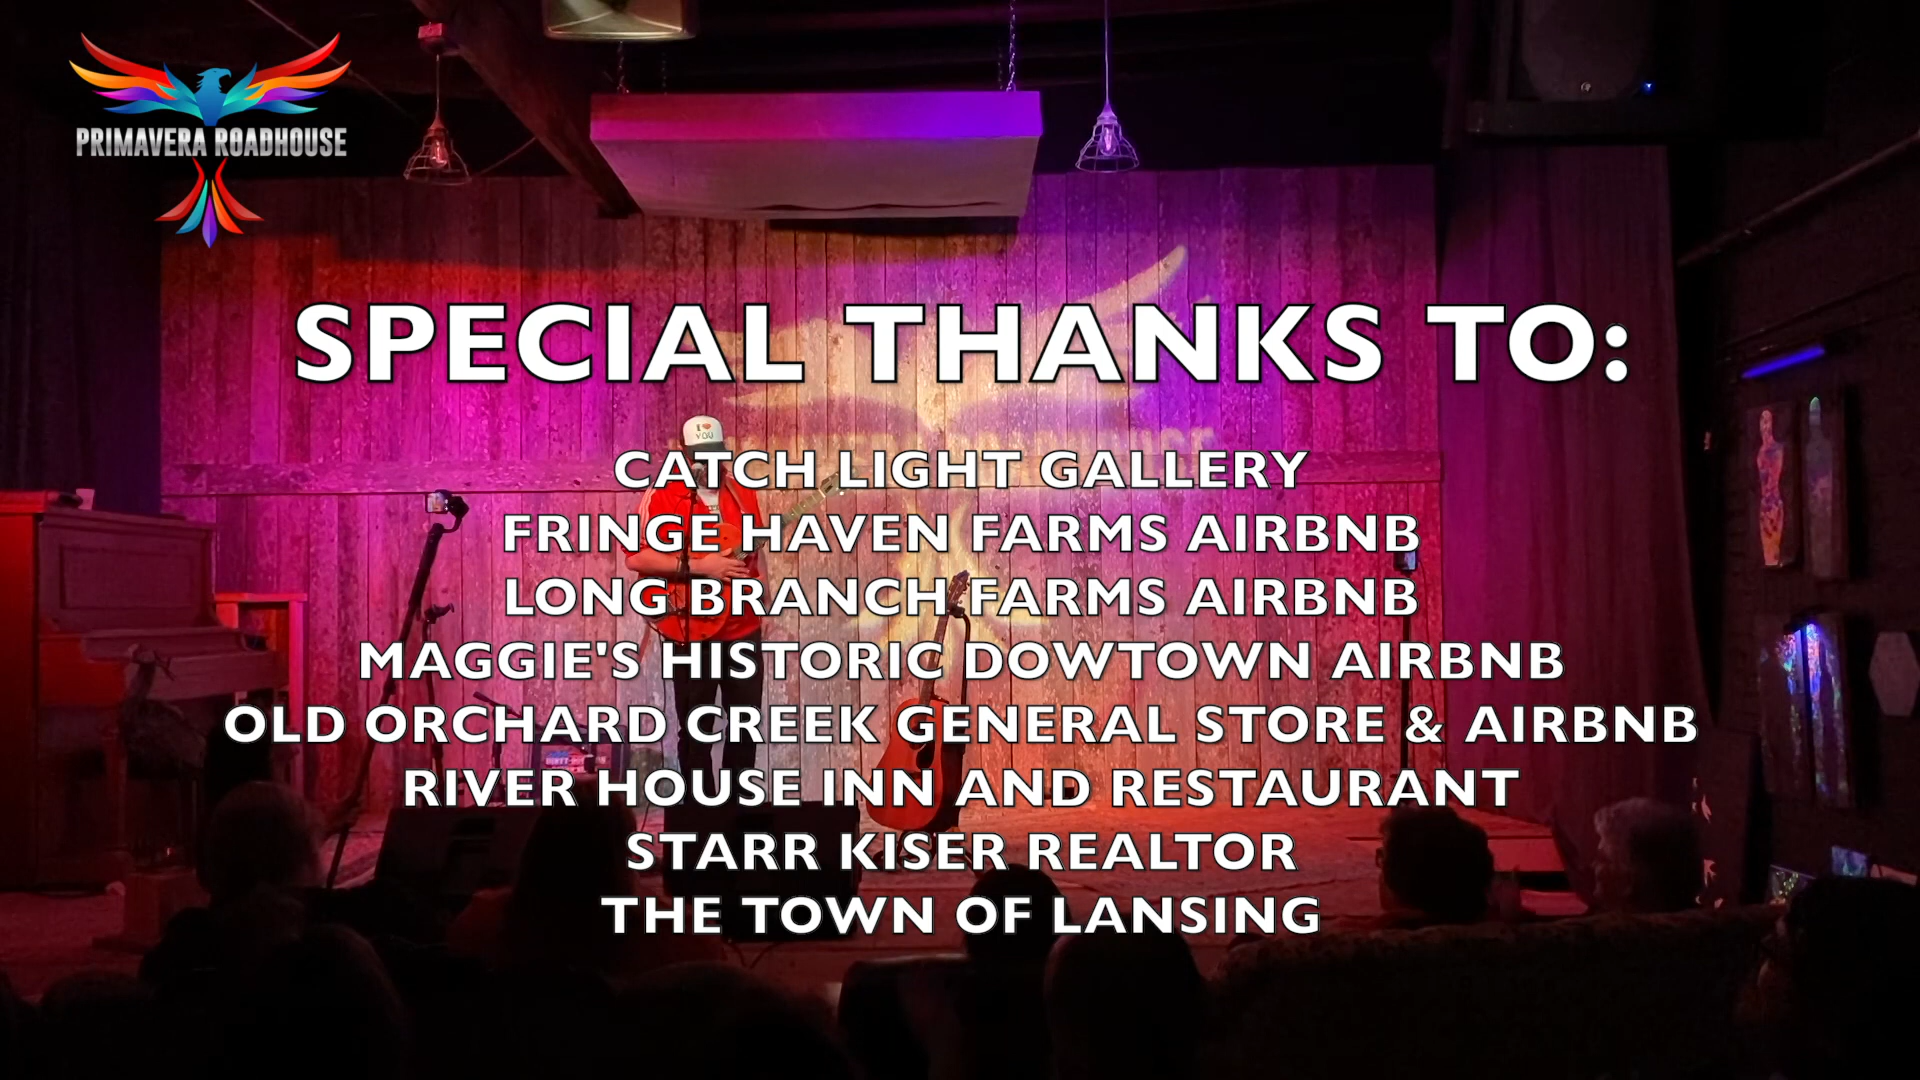 PRIMAVERA ROADHOUSE
SPECIAL THANKS TO:
I ❤ YOU
CATCH LIGHT GALLERY
FRINGE HAVEN FARMS AIRBNB
LONG BRANCH FARMS AIRBNB
MAGGIE'S HISTORIC DOWTOWN AIRBNB
OLD ORCHARD CREEK GENERAL STORE & AIRBNB
RIVER HOUSE INN AND RESTAURANT
STARR KISER REALTOR
THE TOWN OF LANSING